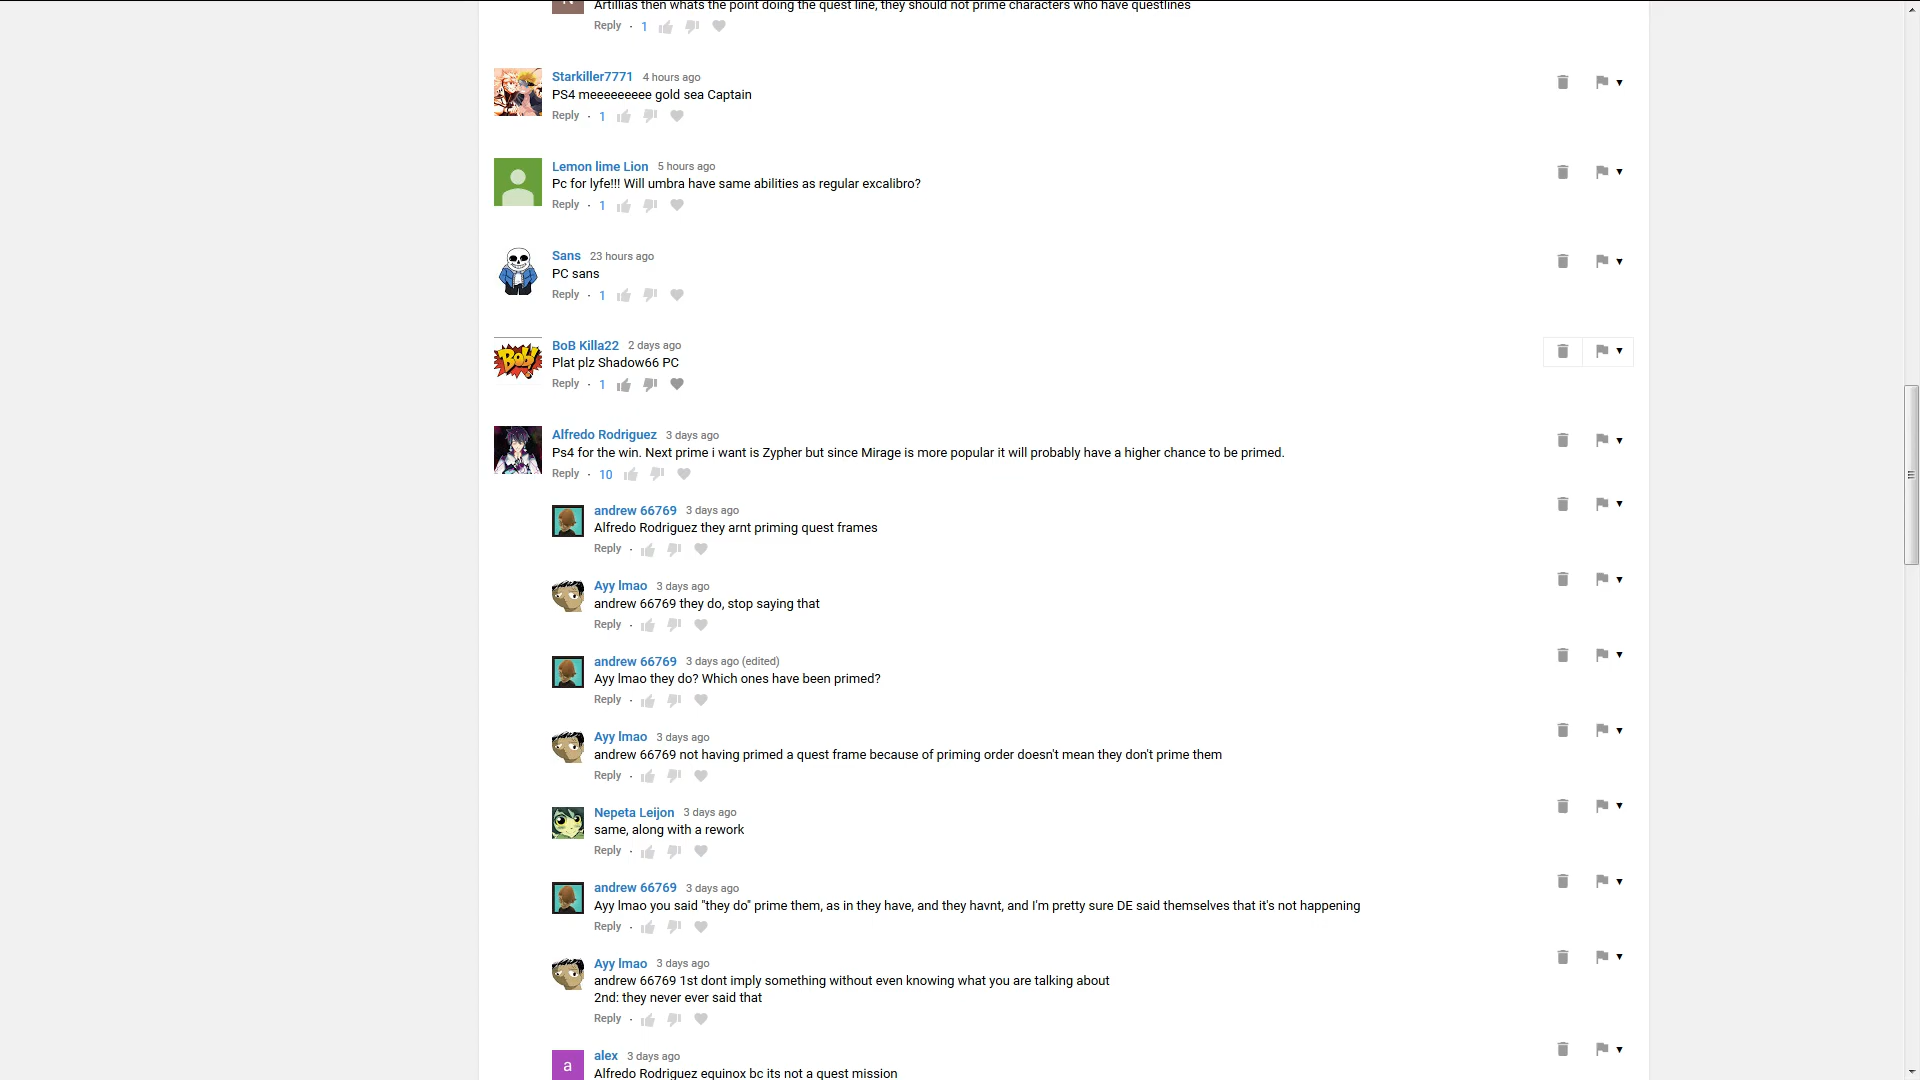 Artillias then whats the point doing the quest line, they should not prime characters who have questlines
Reply · 1
Starkiller7771 4 hours ago
PS4 meeeeeeeee gold sea Captain
Reply · 1
Lemon lime Lion 5 hours ago
Pc for lyfe!!! Will umbra have same abilities as regular excalibro?
Reply · 1
Sans 23 hours ago
PC sans
Reply · 1
Bob!
BoB Killa22 2 days ago
Plat plz Shadow66 PC
Reply · 1
Alfredo Rodriguez 3 days ago
Ps4 for the win. Next prime i want is Zypher but since Mirage is more popular it will probably have a higher chance to be primed.
Reply · 10
andrew 66769 3 days ago
Alfredo Rodriguez they arnt priming quest frames
Reply ·
Ayy lmao 3 days ago
andrew 66769 they do, stop saying that
Reply ·
andrew 66769 3 days ago (edited)
Ayy lmao they do? Which ones have been primed?
Reply ·
Ayy lmao 3 days ago
andrew 66769 not having primed a quest frame because of priming order doesn't mean they don't prime them
Reply ·
Nepeta Leijon 3 days ago
same, along with a rework
Reply ·
andrew 66769 3 days ago
Ayy lmao you said "they do" prime them, as in they have, and they havnt, and I'm pretty sure DE said themselves that it's not happening
Reply ·
Ayy lmao 3 days ago
andrew 66769 1st dont imply something without even knowing what you are talking about
2nd: they never ever said that
Reply ·
a
alex 3 days ago
Alfredo Rodriguez equinox bc its not a quest mission